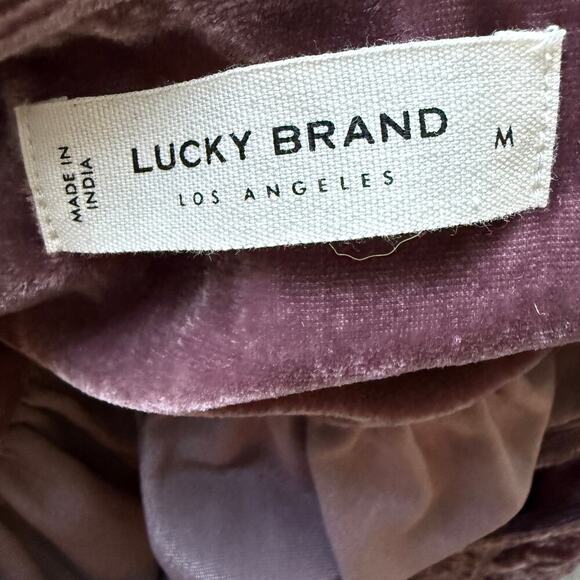 MADE IN
INDIA
LUCKY BRAND
LOS ANGELES
M